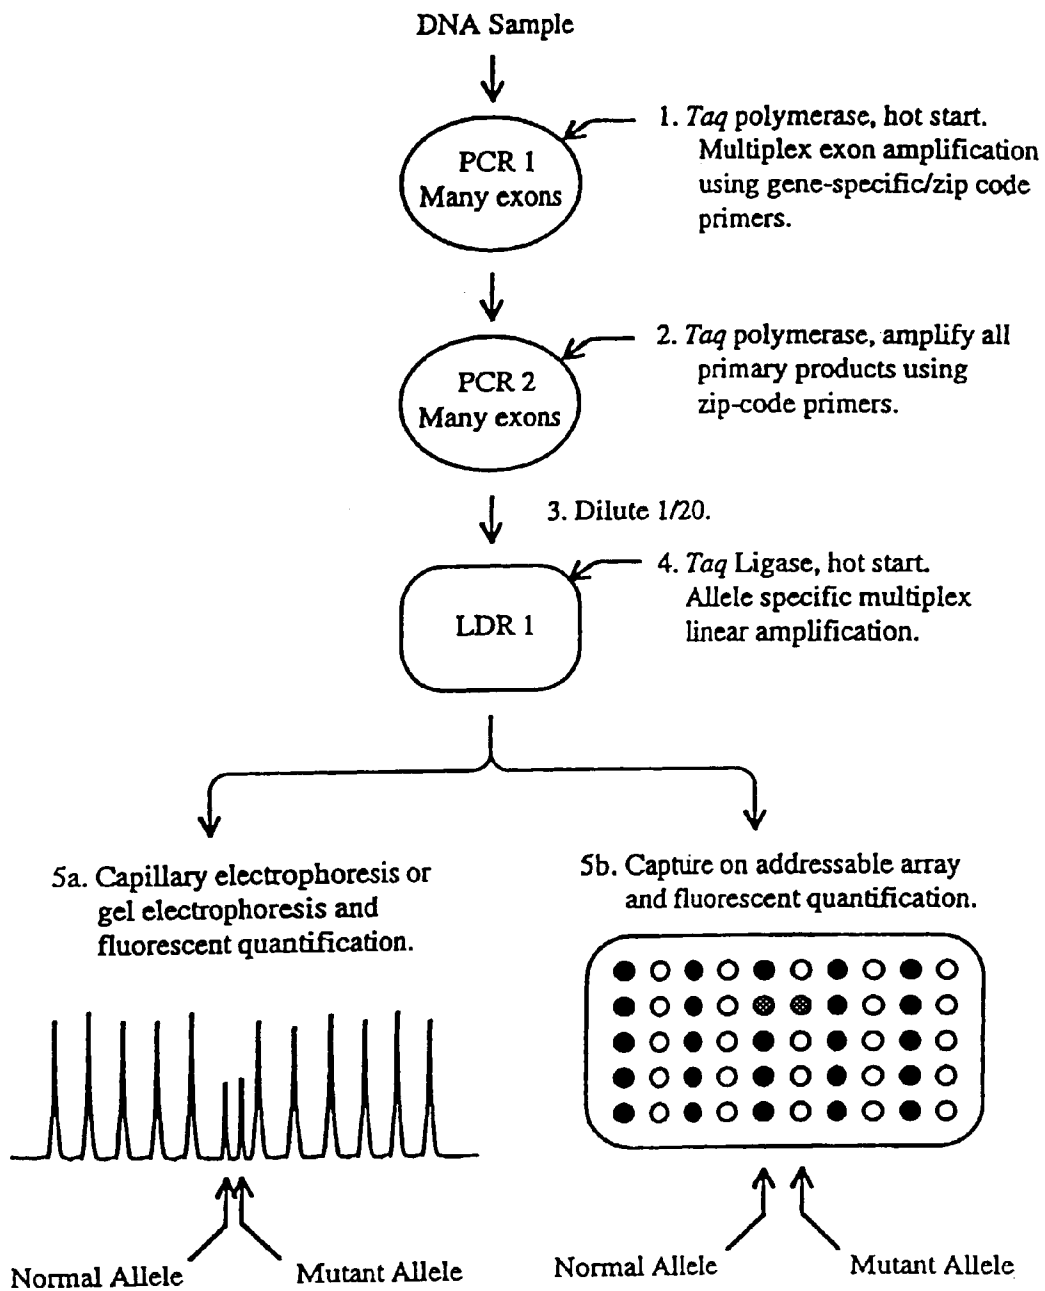 DNA Sample
PCR 1
Many exons
1. Taq polymerase, hot start.
Multiplex exon amplification
using gene-specific/zip code
primers.
PCR 2
Many exons
2. Taq polymerase, amplify all
primary products using
zip-code primers.
3. Dilute 1/20.
LDR 1
4. Taq Ligase, hot start.
Allele specific multiplex
linear amplification.
5a. Capillary electrophoresis or
gel electrophoresis and
fluorescent quantification.
5b. Capture on addressable array
and fluorescent quantification.
Normal Allele
Mutant Allele
Normal Allele
Mutant Allele